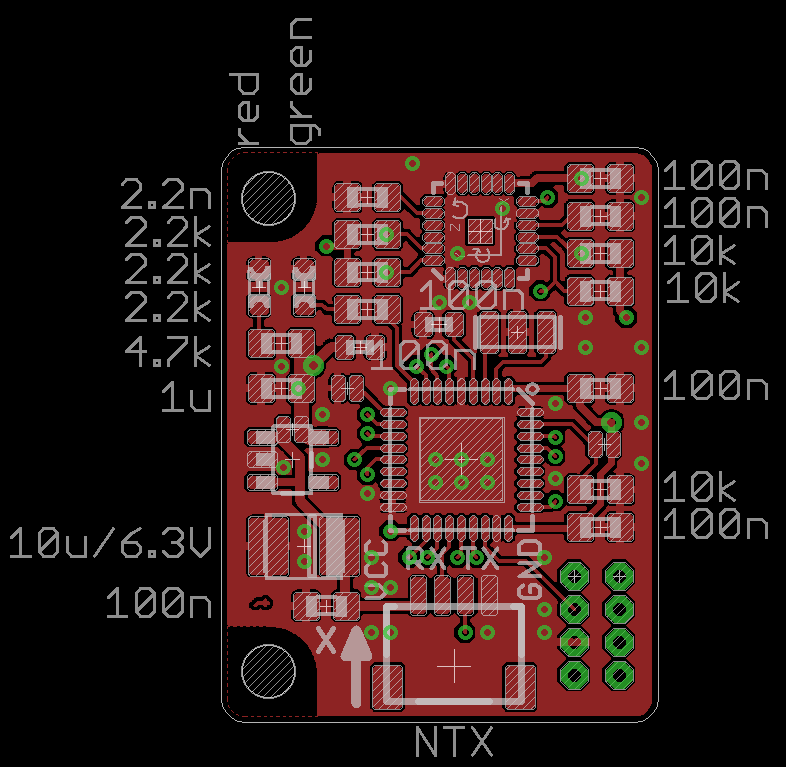 red
green
2.2n
2.2k
2.2k
2.2k
4.7k
1u
10u/6.3V
100n
100n
100n
10k
10k
100n
10k
100n
100n
100n
z
VCC
RX TX
GND
X
NTX